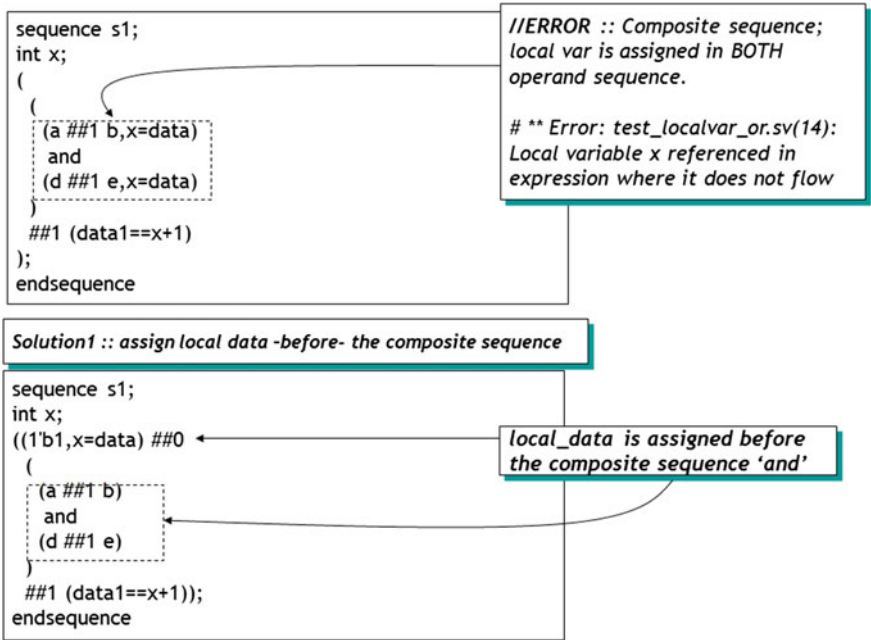 sequence s1;
int x;
(
(
(a ##1 b,x=data)
and
(d ##1 e,x=data)
)
##1 (data1==x+1)
);
endsequence
//ERROR :: Composite sequence;
local var is assigned in BOTH
operand sequence.
# ** Error: test_localvar_or.sv(14):
Local variable x referenced in
expression where it does not flow
Solution1 :: assign local data -before- the composite sequence
sequence s1;
int x;
((1'b1,x=data) ##0
(
(a ##1 b)
and
(d ##1 e)
)
##1 (data1==x+1));
endsequence
local_data is assigned before
the composite sequence ‘and’